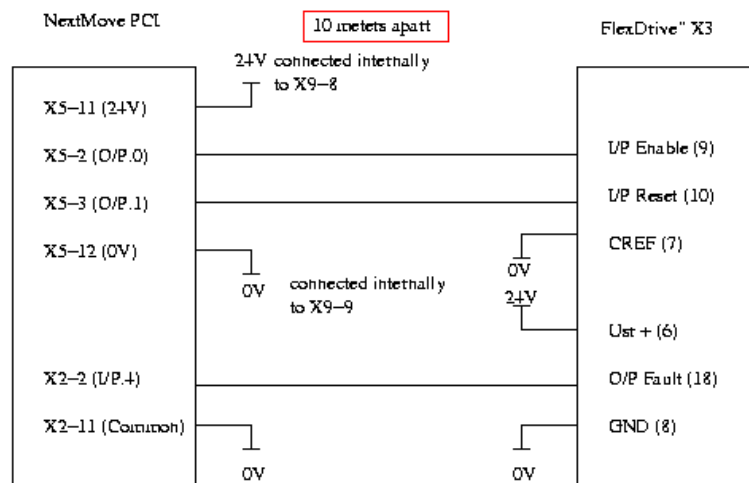 NextMove PCI
10 meters apart
FlexDtive" X3
24V connected internally
to X9-8
X5-11 (24V)
X5-2 (O/P.0)
I/P Enable (9)
X5-3 (O/P.1)
I/P Reset (10)
X5-12 (0V)
CREF (7)
0V
0V
connected internally
to X9-9
24V
Ust + (6)
X2-2 (I/P.4)
O/P Fault (18)
X2-11 (Common)
GND (8)
0V
0V